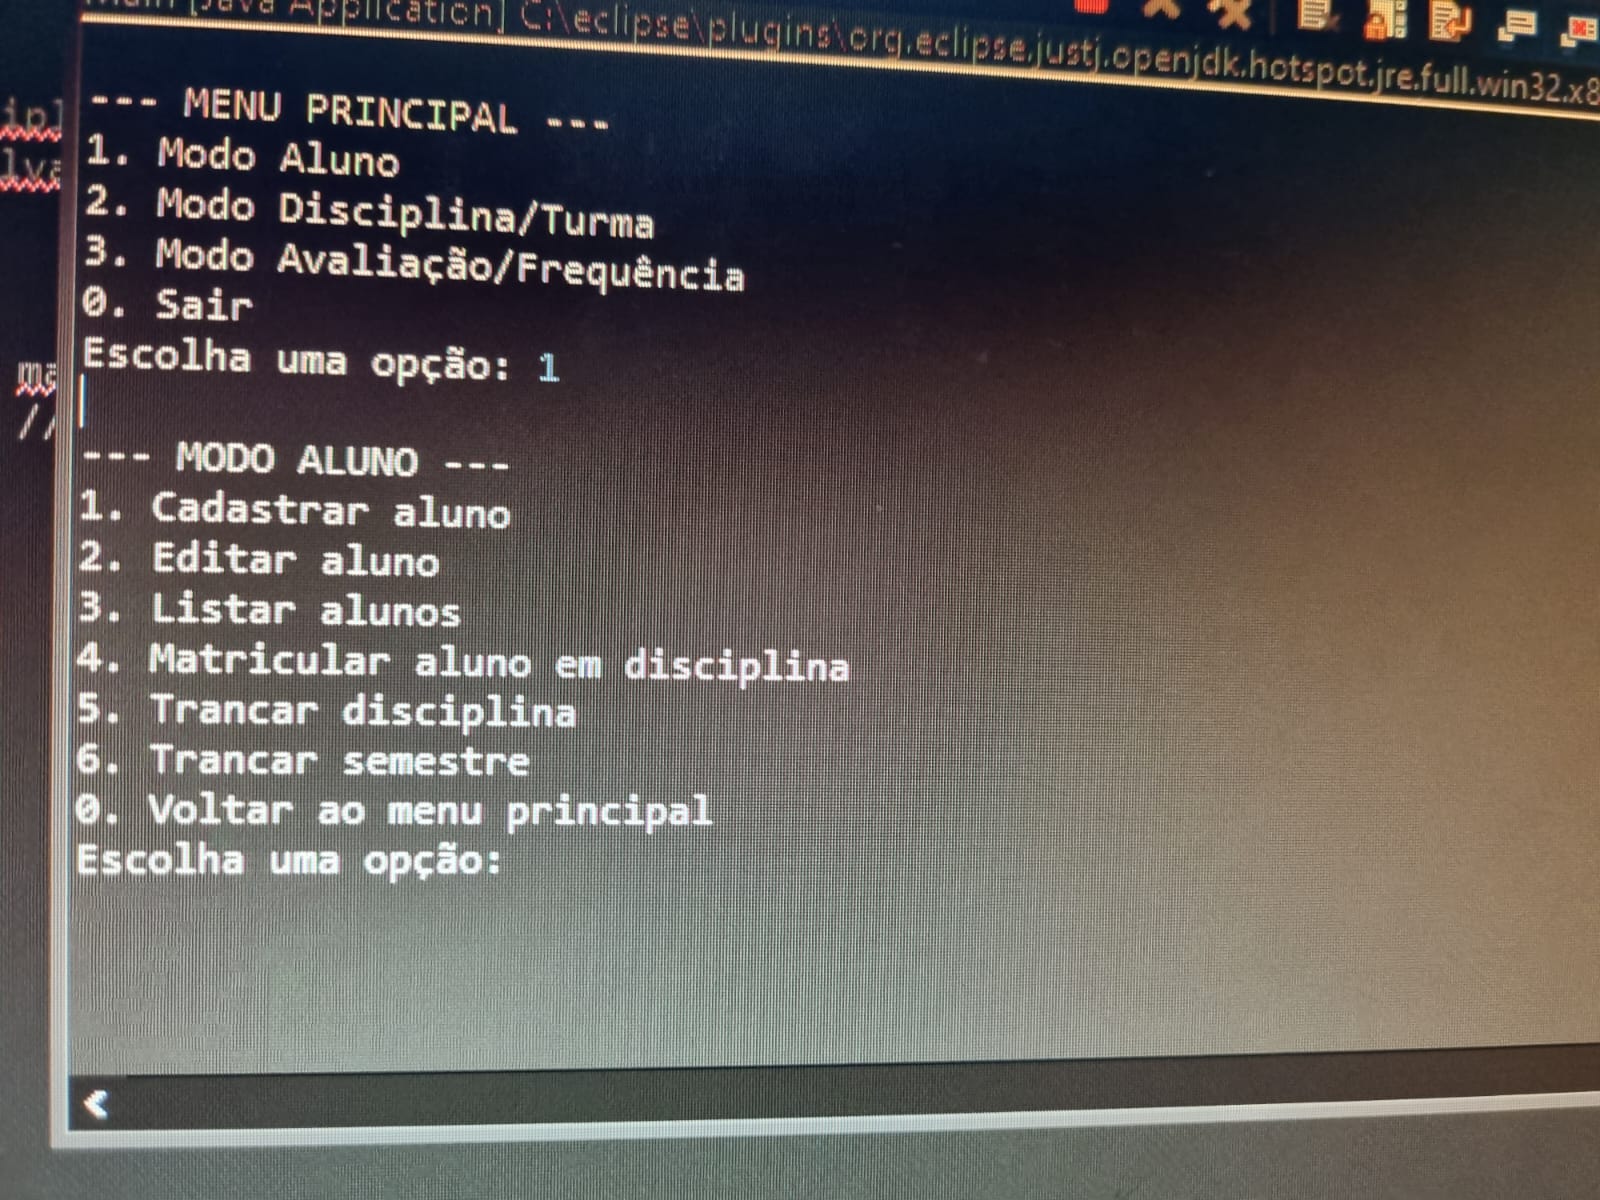 Application] C:\eclipse\plugins\org.eclipse.justj.openjdk.hotspot.jre.full.win32.x8
--- MENU PRINCIPAL ---
1. Modo Aluno
2. Modo Disciplina/Turma
3. Modo Avaliação/Frequência
0. Sair
Escolha uma opção: 1
--- MODO ALUNO ---
1. Cadastrar aluno
2. Editar aluno
3. Listar alunos
4. Matricular aluno em disciplina
5. Trancar disciplina
6. Trancar semestre
0. Voltar ao menu principal
Escolha uma opção:
//